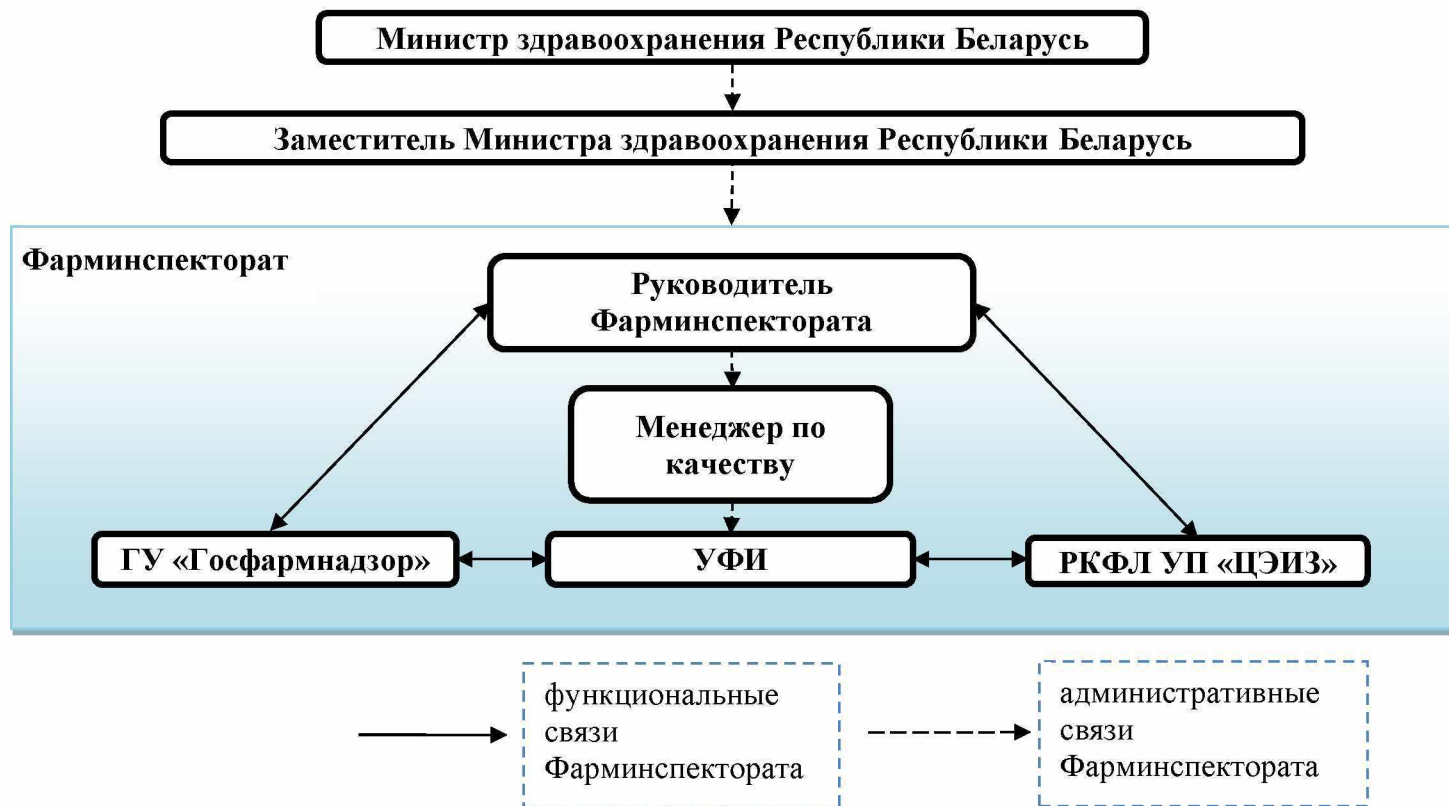 Министр здравоохранения Республики Беларусь
Заместитель Министра здравоохранения Республики Беларусь
Фарминспекторат
Руководитель
Фарминспектората
Менеджер по
качеству
ГУ «Госфармнадзор»
УФИ
РКФЛ УП «ЦЭИЗ»
функциональные
связи
Фарминспектората
административные
связи
Фарминспектората